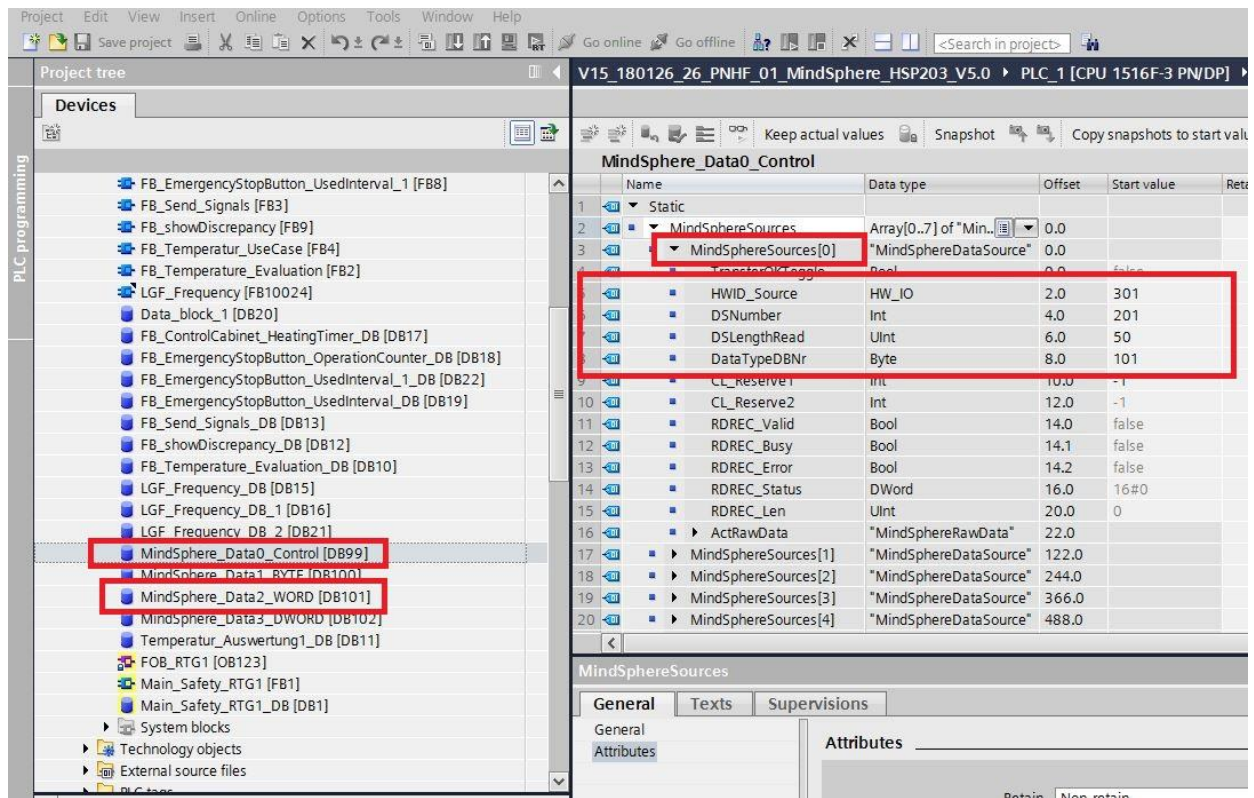 Project Edit View Insert Online Options Tools Window Help
Save project Go online Go offline <Search in project>
Project tree
Devices
PLC programming
FB_EmergencyStopButton_UsedInterval_1 [FB8]
FB_Send_Signals [FB3]
FB_showDiscrepancy [FB9]
FB_Temperatur_UseCase [FB4]
FB_Temperature_Evaluation [FB2]
LGF_Frequency [FB10024]
Data_block_1 [DB20]
FB_ControlCabinet_HeatingTimer_DB [DB17]
FB_EmergencyStopButton_OperationCounter_DB [DB18]
FB_EmergencyStopButton_UsedInterval_1_DB [DB22]
FB_EmergencyStopButton_UsedInterval_DB [DB19]
FB_Send_Signals_DB [DB13]
FB_showDiscrepancy_DB [DB12]
FB_Temperature_Evaluation_DB [DB10]
LGF_Frequency_DB [DB15]
LGF_Frequency_DB_1 [DB16]
LGF_Frequency_DB_2 [DB21]
MindSphere_Data0_Control [DB99]
MindSphere_Data1_BYTE [DB100]
MindSphere_Data2_WORD [DB101]
MindSphere_Data3_DWORD [DB102]
Temperatur_Auswertung1_DB [DB11]
FOB_RTG1 [OB123]
Main_Safety_RTG1 [FB1]
Main_Safety_RTG1_DB [DB1]
System blocks
Technology objects
External source files
PLC tags
V15_180126_26_PNHF_01_MindSphere_HSP203_V5.0 PLC_1 [CPU 1516F-3 PN/DP]
Keep actual values Snapshot Copy snapshots to start valu
MindSphere_Data0_Control
Name Data type Offset Start value Reta
1 Static
2 MindSphereSources Array[0..7] of "Min.. 0.0
3 MindSphereSources[0] "MindSphereDataSource" 0.0
TransferOKToggle Bool 0.0 false
HWID_Source HW_IO 2.0 301
DSNumber Int 4.0 201
DSLengthRead UInt 6.0 50
DataTypeDBNr Byte 8.0 101
9 CL_Reserve1 Int 10.0 -1
10 CL_Reserve2 Int 12.0 -1
11 RDREC_Valid Bool 14.0 false
12 RDREC_Busy Bool 14.1 false
13 RDREC_Error Bool 14.2 false
14 RDREC_Status DWord 16.0 16#0
15 RDREC_Len UInt 20.0 0
16 ActRawData "MindSphereRawData" 22.0
17 MindSphereSources[1] "MindSphereDataSource" 122.0
18 MindSphereSources[2] "MindSphereDataSource" 244.0
19 MindSphereSources[3] "MindSphereDataSource" 366.0
20 MindSphereSources[4] "MindSphereDataSource" 488.0
MindSphereSources
General Texts Supervisions
General
Attributes
Attributes
Retain Non-retain